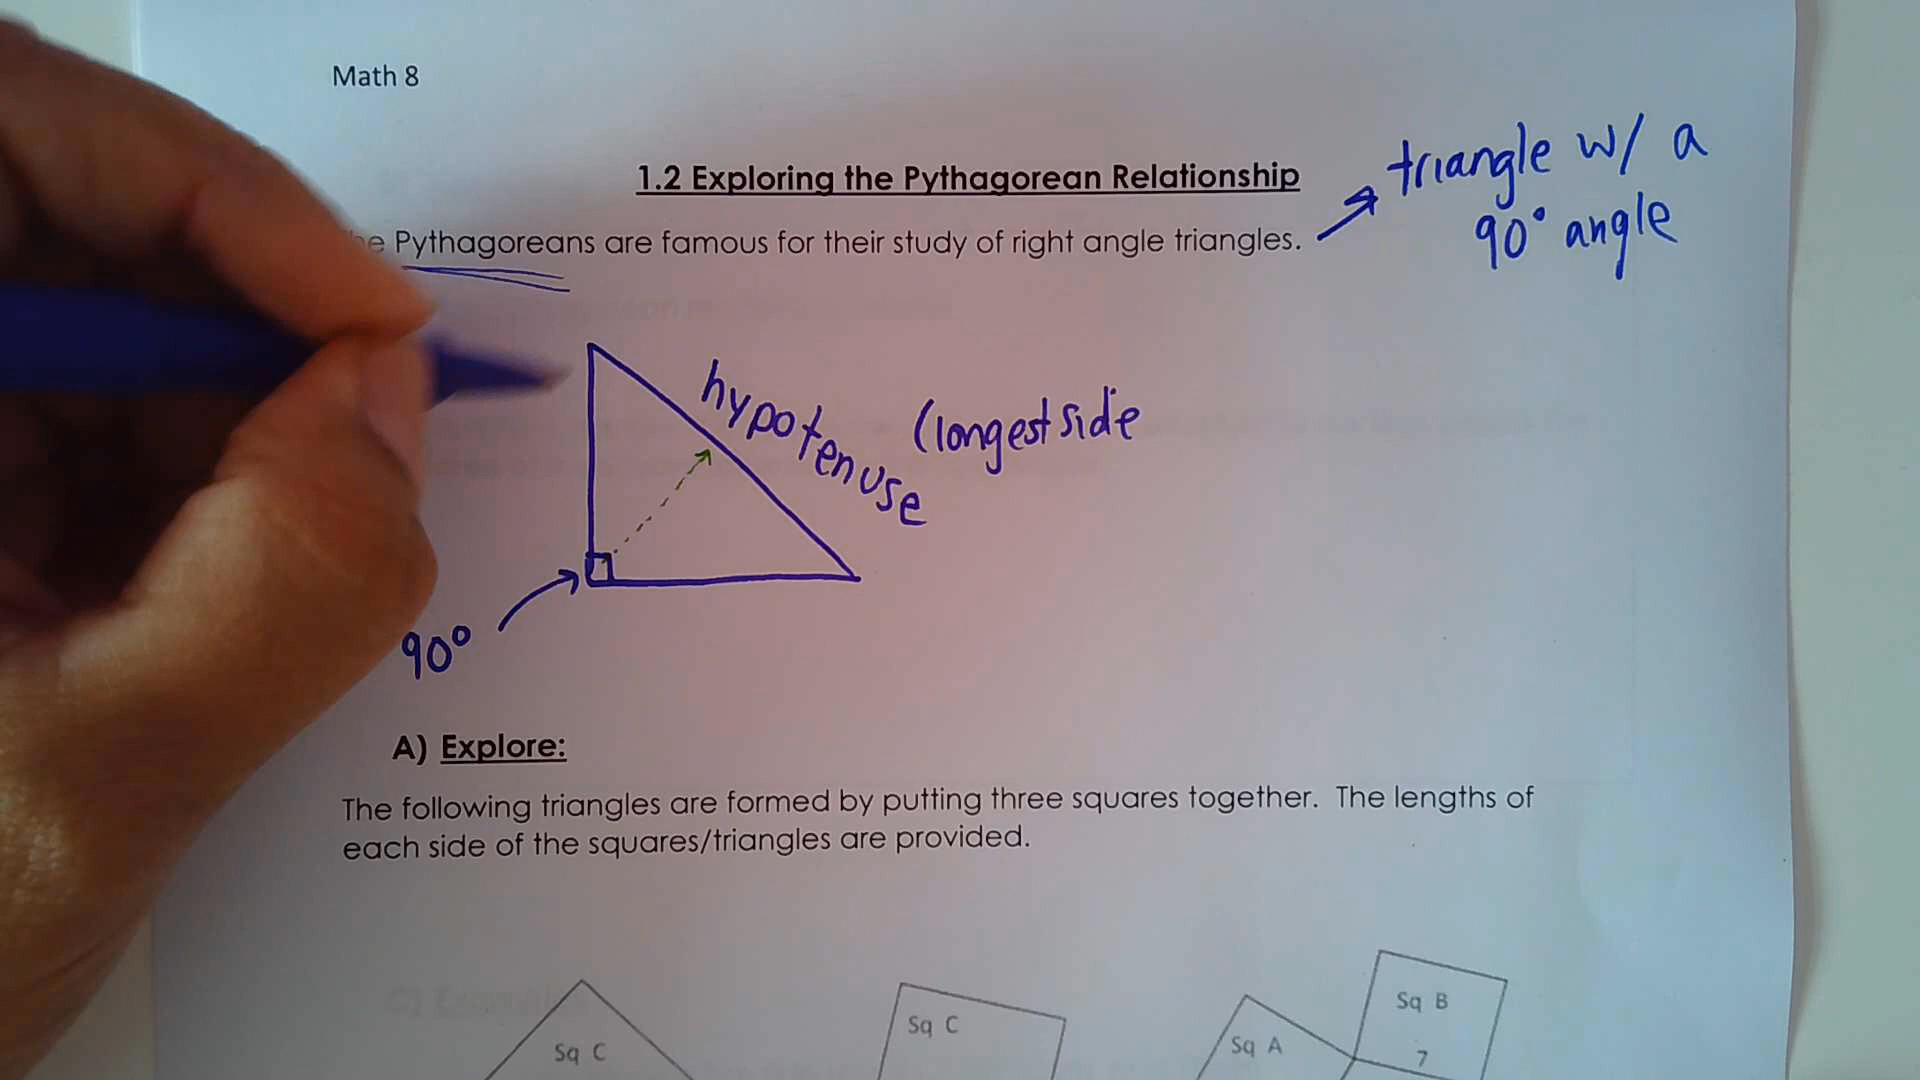 Math 8
1.2 Exploring the Pythagorean Relationship
Pythagoreans are famous for their study of right angle triangles.
triangle w/ a
90° angle
hypotenuse
(longest side
90°
A) Explore:
The following triangles are formed by putting three squares together. The lengths of
each side of the squares/triangles are provided.
Sq C
Sq C
Sq A
Sq B
7